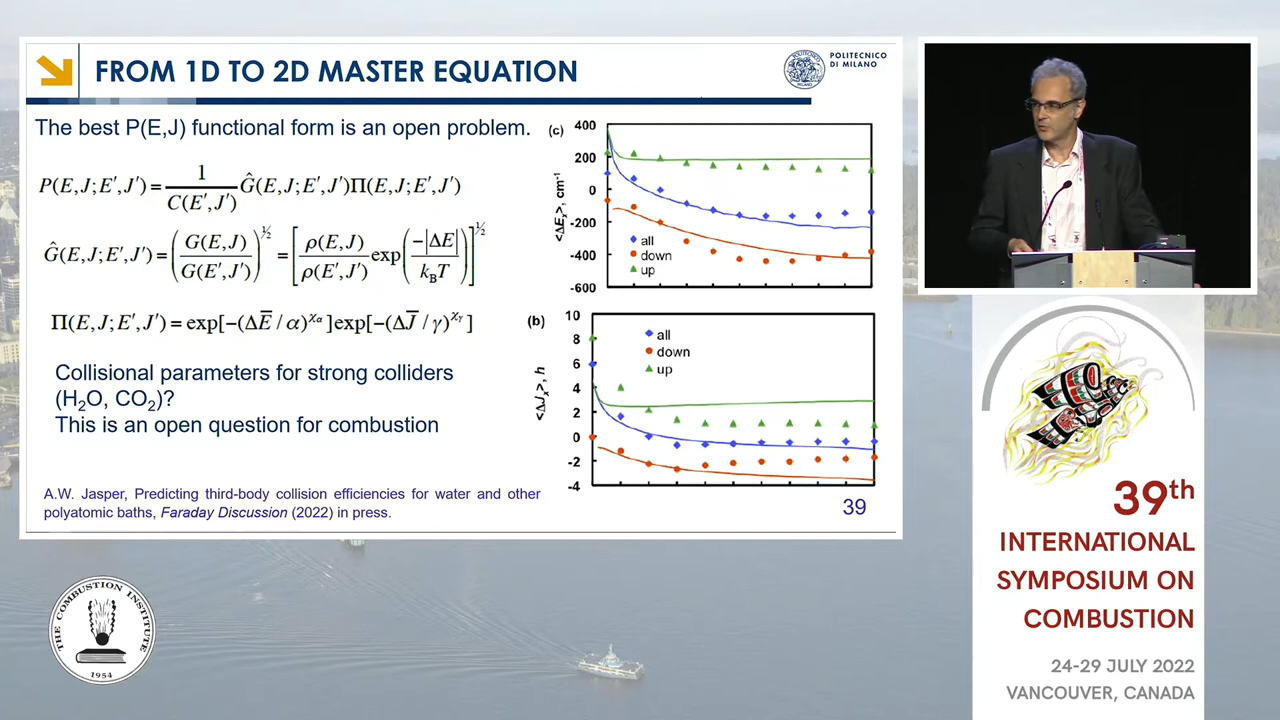 FROM 1D TO 2D MASTER EQUATION
POLITECNICO
DI MILANO
The best P(E,J) functional form is an open problem.
P(E,J;E′,J′) = 1/C(E′,J′) Ĝ(E,J;E′,J′)Π(E,J;E′,J′)
Ĝ(E,J;E′,J′) = (G(E,J)/G(E′,J′))^½ = [ρ(E,J)/ρ(E′,J′) exp(−|ΔE|/k_BT)]^½
Π(E,J;E′,J′) = exp[−(ΔE̅ / α)^χα] exp[−(ΔJ̅ / γ)^χγ]
Collisional parameters for strong colliders
(H₂O, CO₂)?
This is an open question for combustion
A.W. Jasper, Predicting third-body collision efficiencies for water and other
polyatomic baths, Faraday Discussion (2022) in press.
(c)
400
200
0
-200
-400
-600
<ΔEₓ>, cm⁻¹
all
down
up
(b)
10
8
6
4
2
0
-2
-4
<ΔJₓ>, ħ
all
down
up
39
39th
INTERNATIONAL
SYMPOSIUM ON
COMBUSTION
24-29 JULY 2022
VANCOUVER, CANADA
THE COMBUSTION INSTITUTE
1954